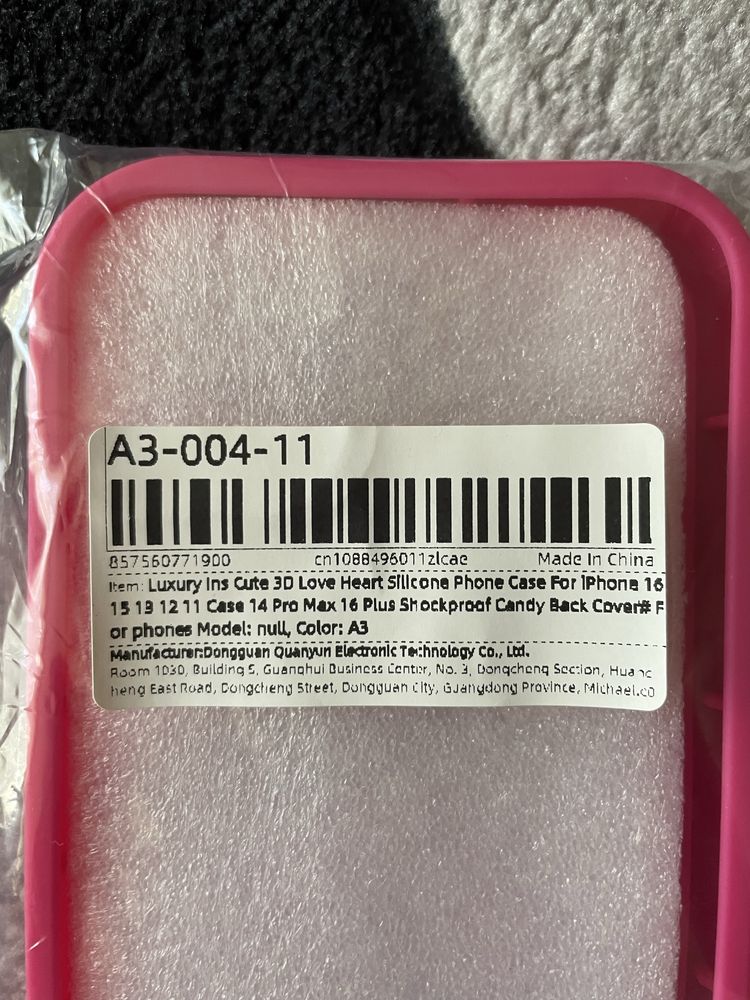 A3-004-11
857560771900 cn1088496011zlcae Made In China
Item: Luxury Ins Cute 3D Love Heart Silicone Phone Case For iPhone 16
15 13 12 11 Case 14 Pro Max 16 Plus Shockproof Candy Back Cover# F
or phones Model: null, Color: A3
Manufacturer:Dongguan Quanyun Electronic Technology Co., Ltd.
Room 1030, Building 5, Guanghui Business Center, No. 3, Dongcheng Section, Huanc
heng East Road, Dongcheng Street, Dongguan City, Guangdong Province, Michael.co